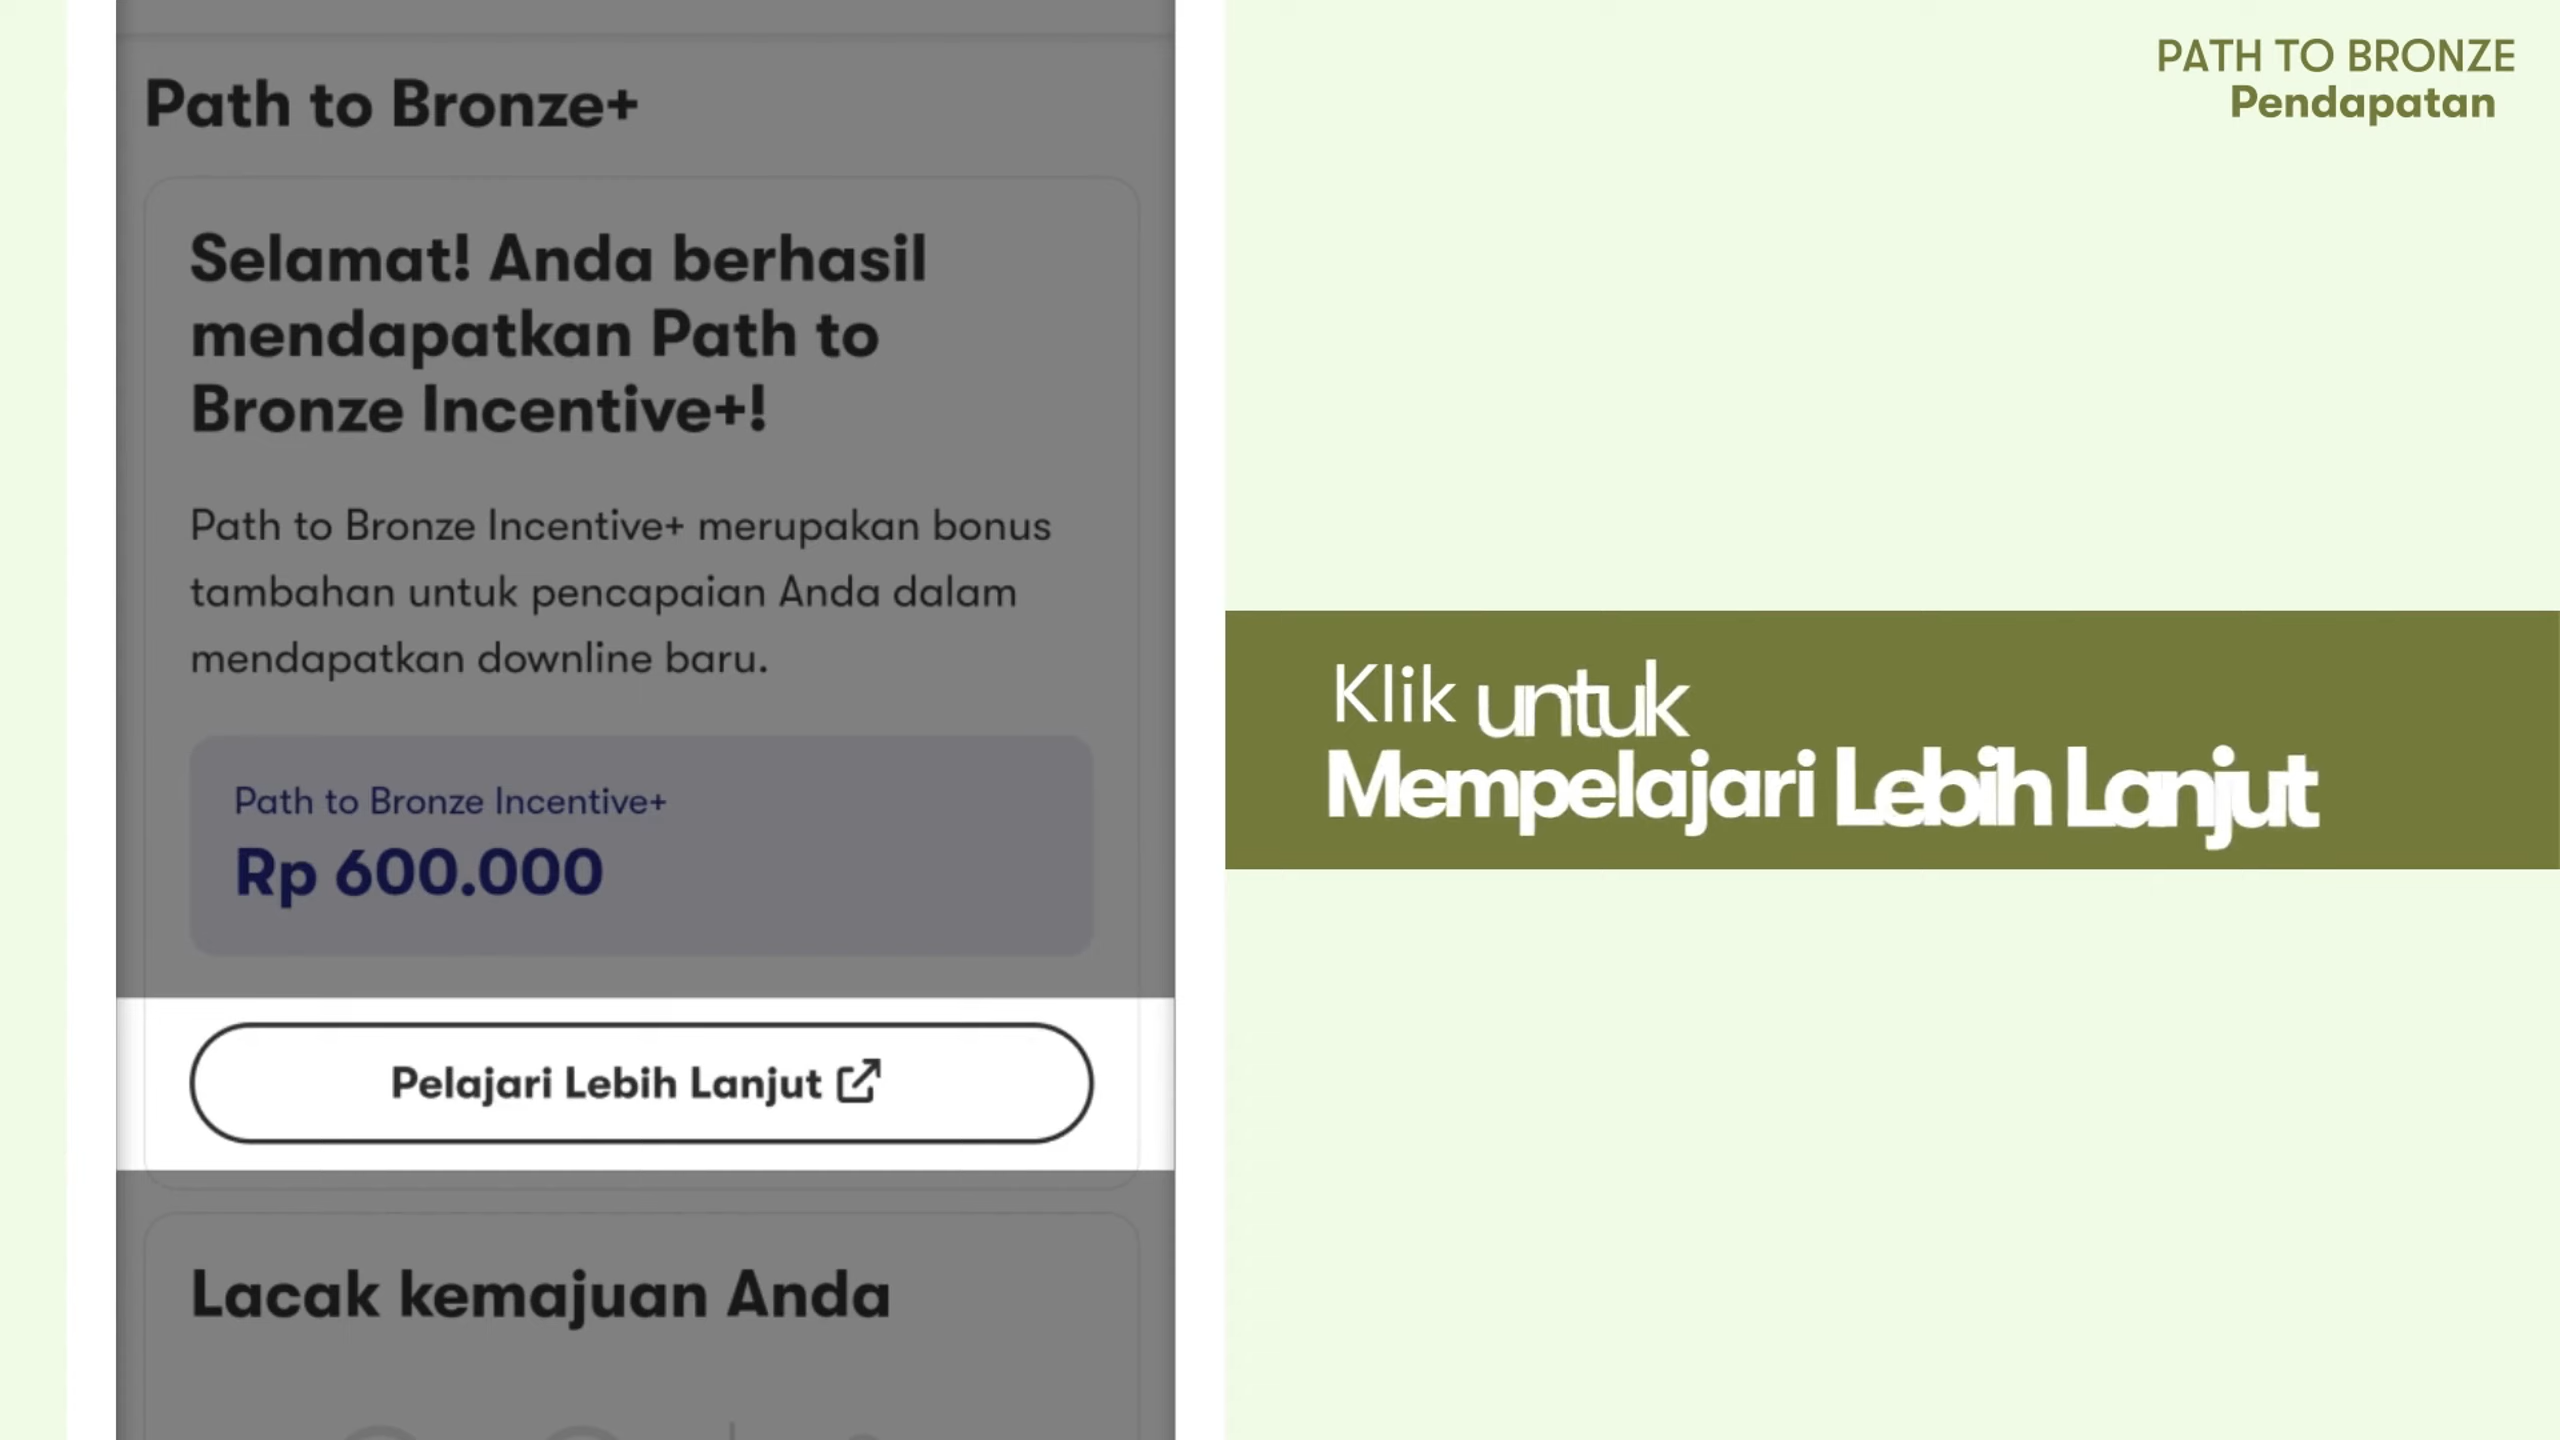 Path to Bronze+
Selamat! Anda berhasil
mendapatkan Path to
Bronze Incentive+!
Path to Bronze Incentive+ merupakan bonus
tambahan untuk pencapaian Anda dalam
mendapatkan downline baru.
Path to Bronze Incentive+
Rp 600.000
Pelajari Lebih Lanjut
Lacak kemajuan Anda
PATH TO BRONZE
Pendapatan
Klik untuk
Mempelajari Lebih Lanjut